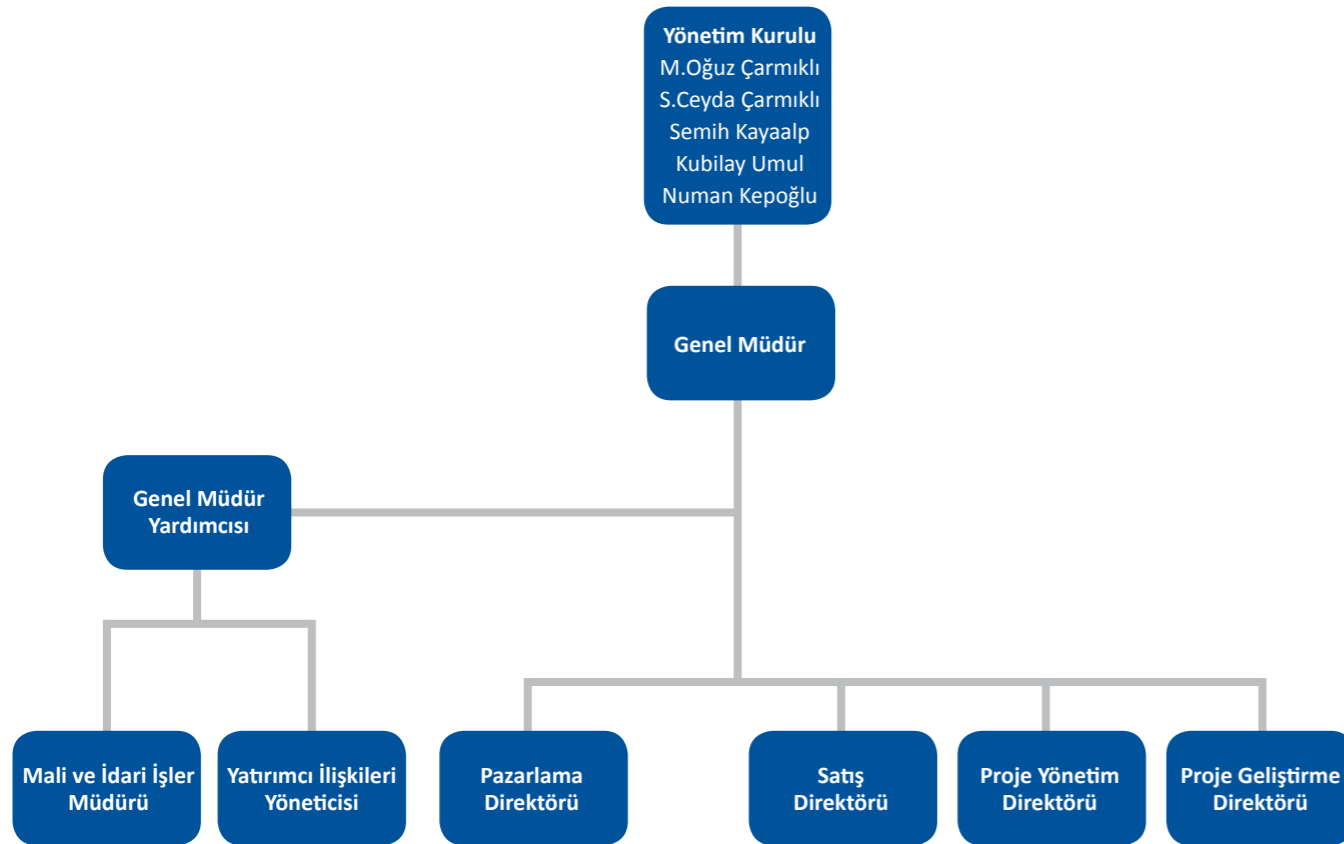 Yönetim Kurulu
M.Oğuz Çarmıklı
S.Ceyda Çarmıklı
Semih Kayaalp
Kubilay Umul
Numan Kepoğlu
Genel Müdür
Genel Müdür
Yardımcısı
Mali ve İdari İşler
Müdürü
Yatırımcı İlişkileri
Yöneticisi
Pazarlama
Direktörü
Satış
Direktörü
Proje Yönetim
Direktörü
Proje Geliştirme
Direktörü